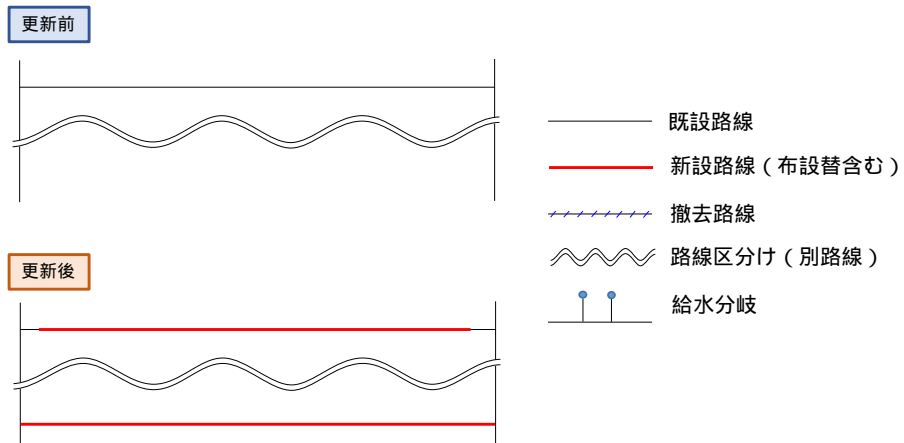 更新前
既設路線
新設路線（布設替含む）
撤去路線
路線区分け（別路線）
給水分岐
更新後